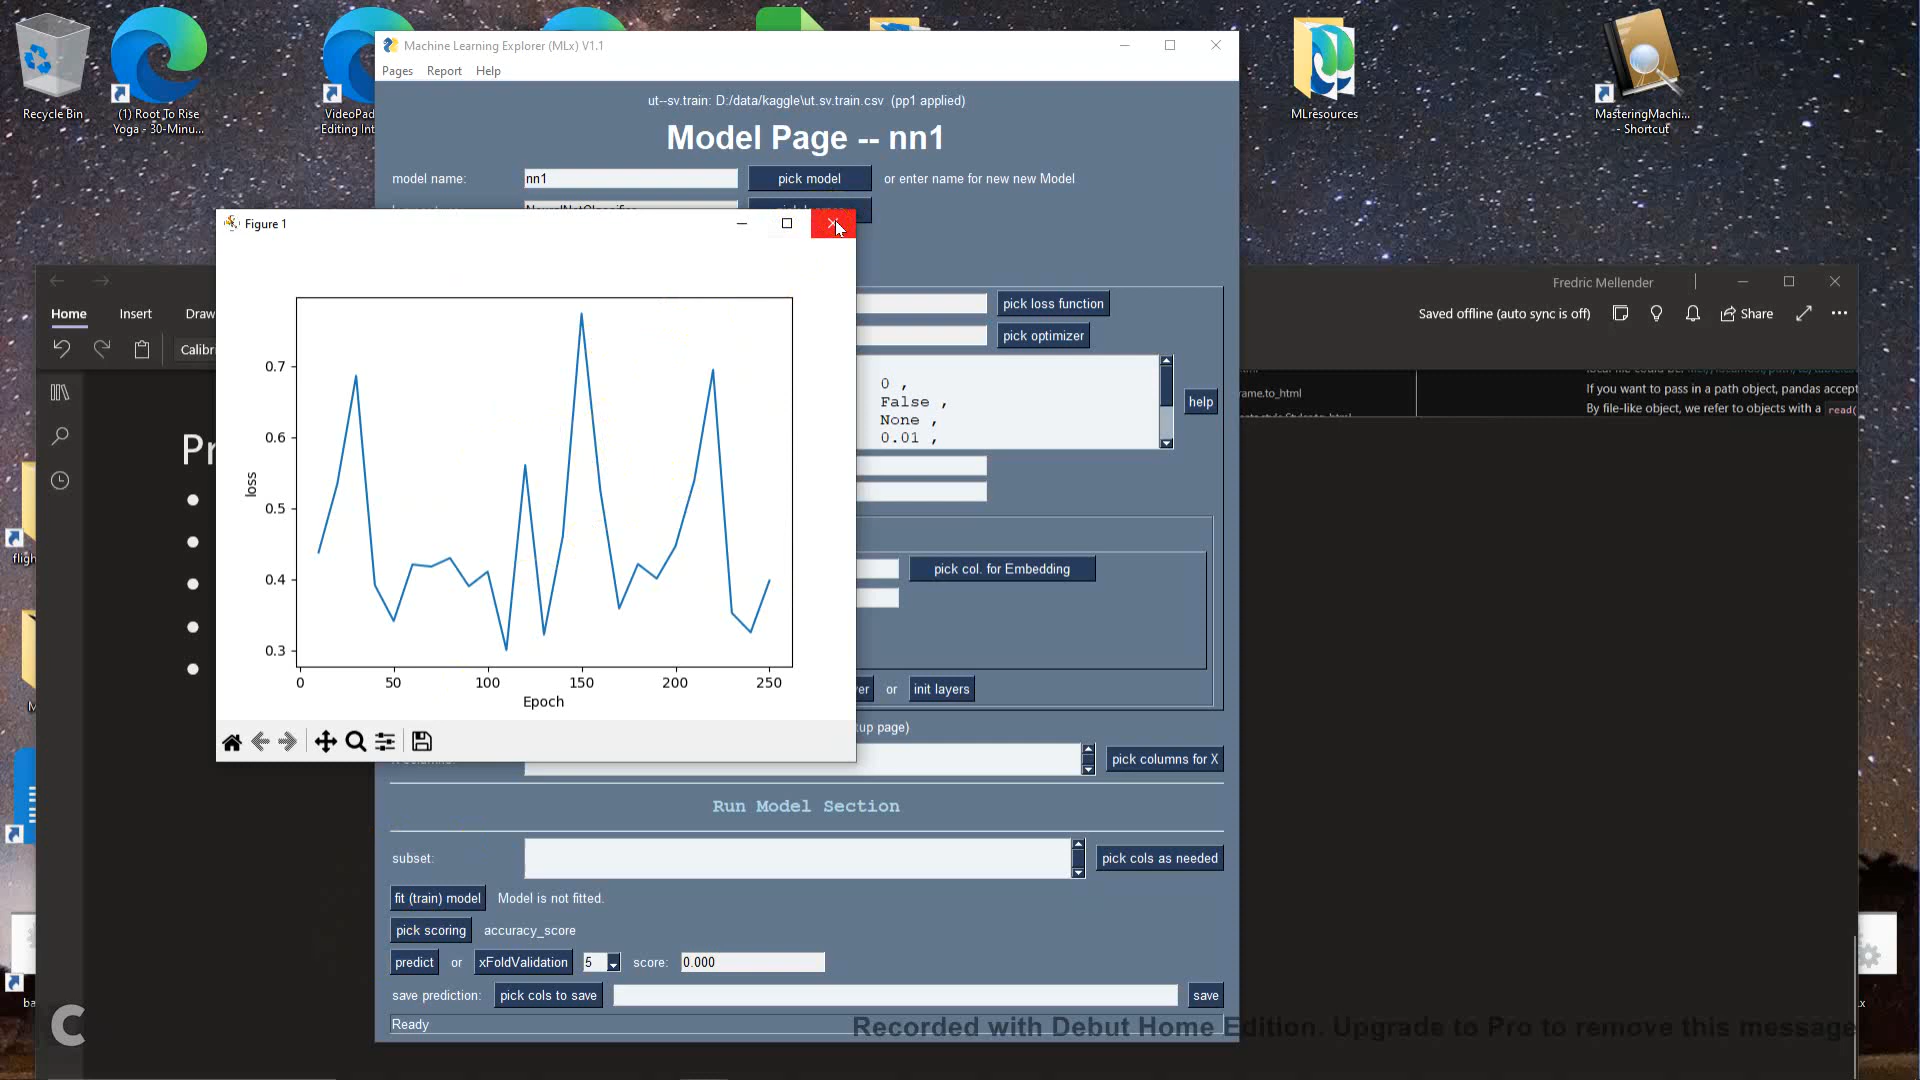 Recycle Bin
(1) Root To Rise
Yoga - 30-Minu...
VideoPad
Editing Int
MLresources
MasteringMachi...
- Shortcut
Machine Learning Explorer (MLx) V1.1
Pages Report Help
ut--sv.train: D:/data/kaggle\ut.sv.train.csv (pp1 applied)
Model Page -- nn1
model name: nn1 pick model or enter name for new new Model
Figure 1
pick loss function
pick optimizer
0 ,
False ,
None ,
0.01 ,
help
pick col. for Embedding
or init layers
pick columns for X
loss
0.7
0.6
0.5
0.4
0.3
0 50 100 150 200 250
Epoch
Run Model Section
subset: pick cols as needed
fit (train) model Model is not fitted.
pick scoring accuracy_score
predict or xFoldValidation 5 score: 0.000
save prediction: pick cols to save save
Ready
Fredric Mellender
Home Insert Draw
Saved offline (auto sync is off) Share
Calibri
Pr
rame.to_html
If you want to pass in a path object, pandas accept
By file-like object, we refer to objects with a read(
fligh
C
Recorded with Debut Home Edition. Upgrade to Pro to remove this message